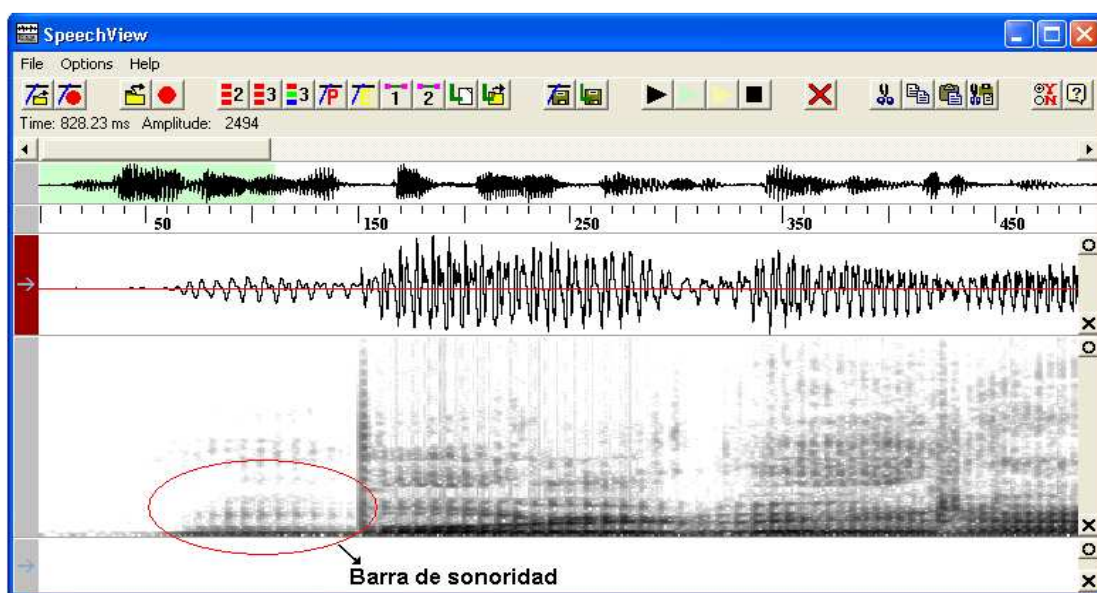 SpeechView
File Options Help
2 3 3 P E 1 2
Time: 828.23 ms Amplitude: 2494
50 150 250 350 450
Barra de sonoridad